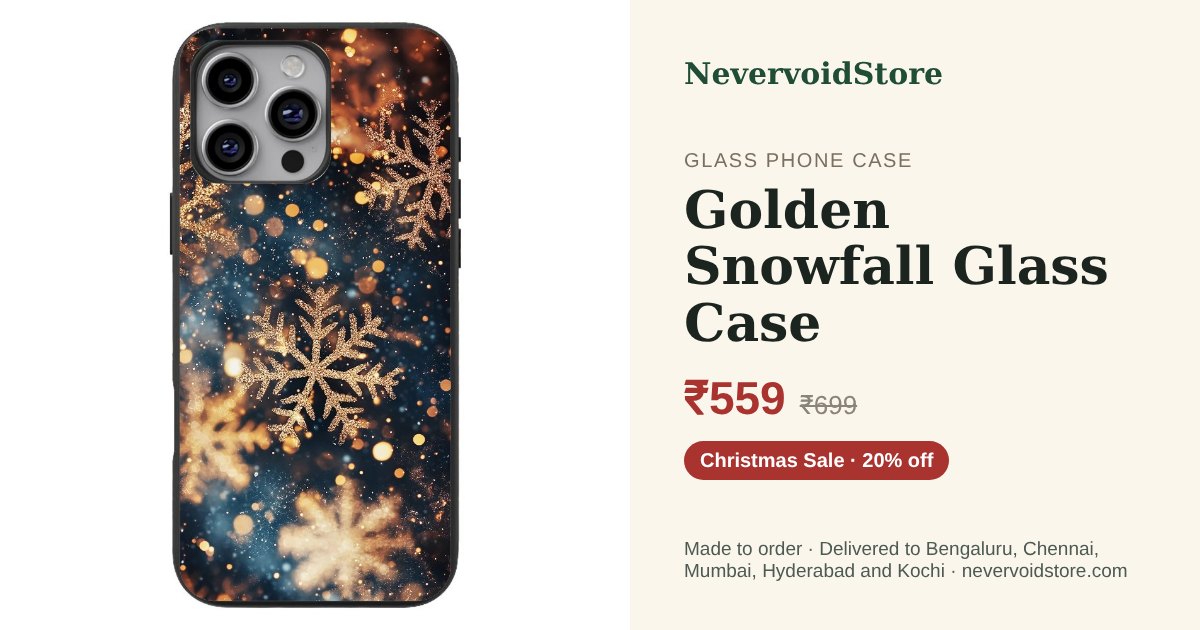 NevervoidStore
GLASS PHONE CASE
Golden
Snowfall Glass
Case
₹559 ₹699
Christmas Sale · 20% off
Made to order · Delivered to Bengaluru, Chennai,
Mumbai, Hyderabad and Kochi · nevervoidstore.com